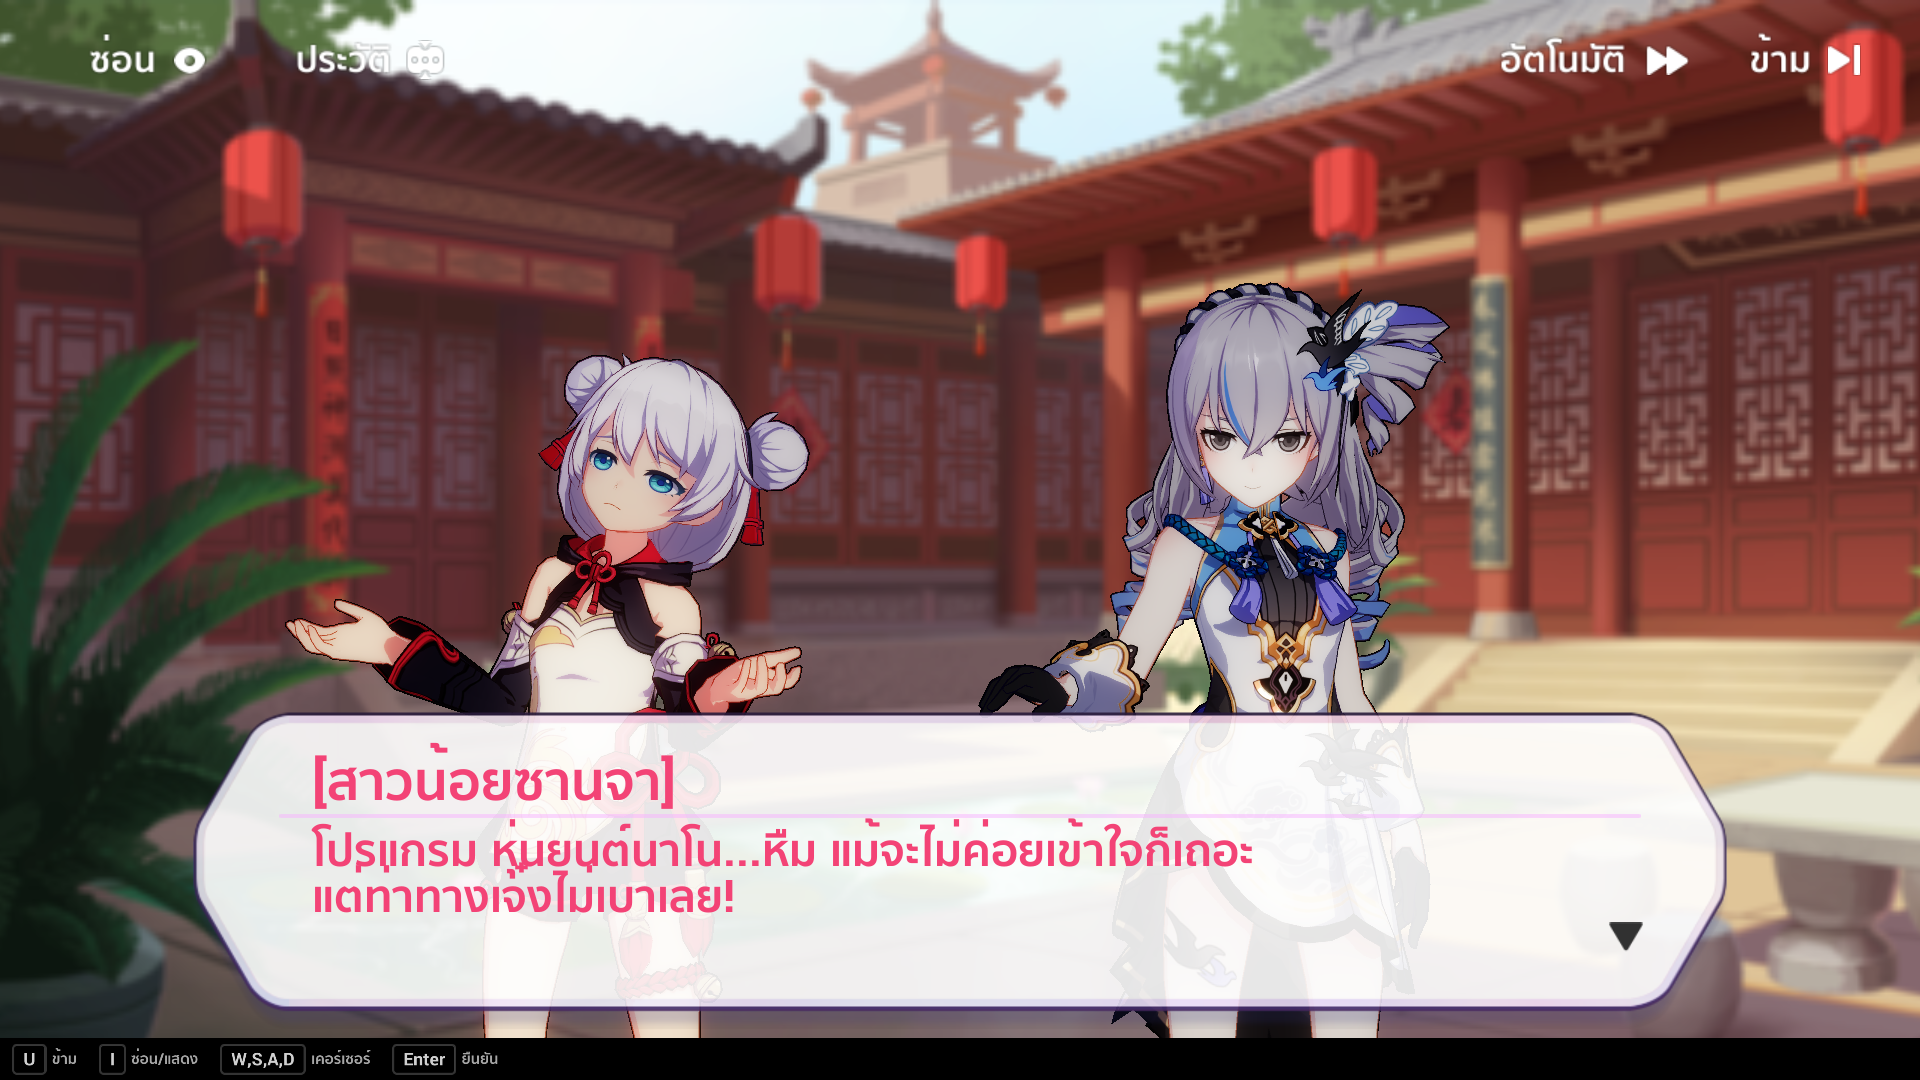 ซ่อน
ประวัติ
อัตโนมัติ
ข้าม
[สาวน้อยซานจา]
โปรแกรม หุ่นยนต์นาโน...หืม แม้จะไม่ค่อยเข้าใจก็เถอะ
แต่ท่าทางเจ๋งไม่เบาเลย!
U ข้าม
I ซ่อน/แสดง
W,S,A,D เคอร์เซอร์
Enter ยืนยัน